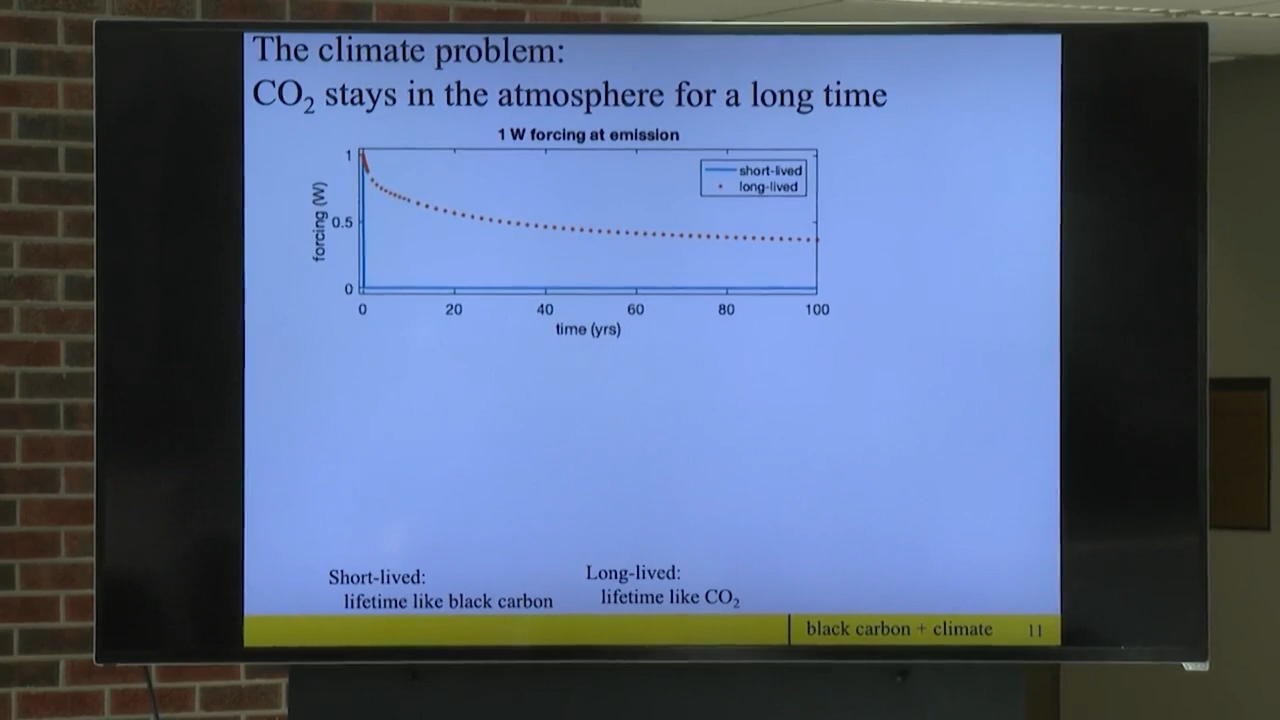 The climate problem:
CO₂ stays in the atmosphere for a long time
1 W forcing at emission
1
0.5
0
forcing (W)
short-lived
long-lived
0 20 40 60 80 100
time (yrs)
Short-lived:
lifetime like black carbon
Long-lived:
lifetime like CO₂
black carbon + climate 11